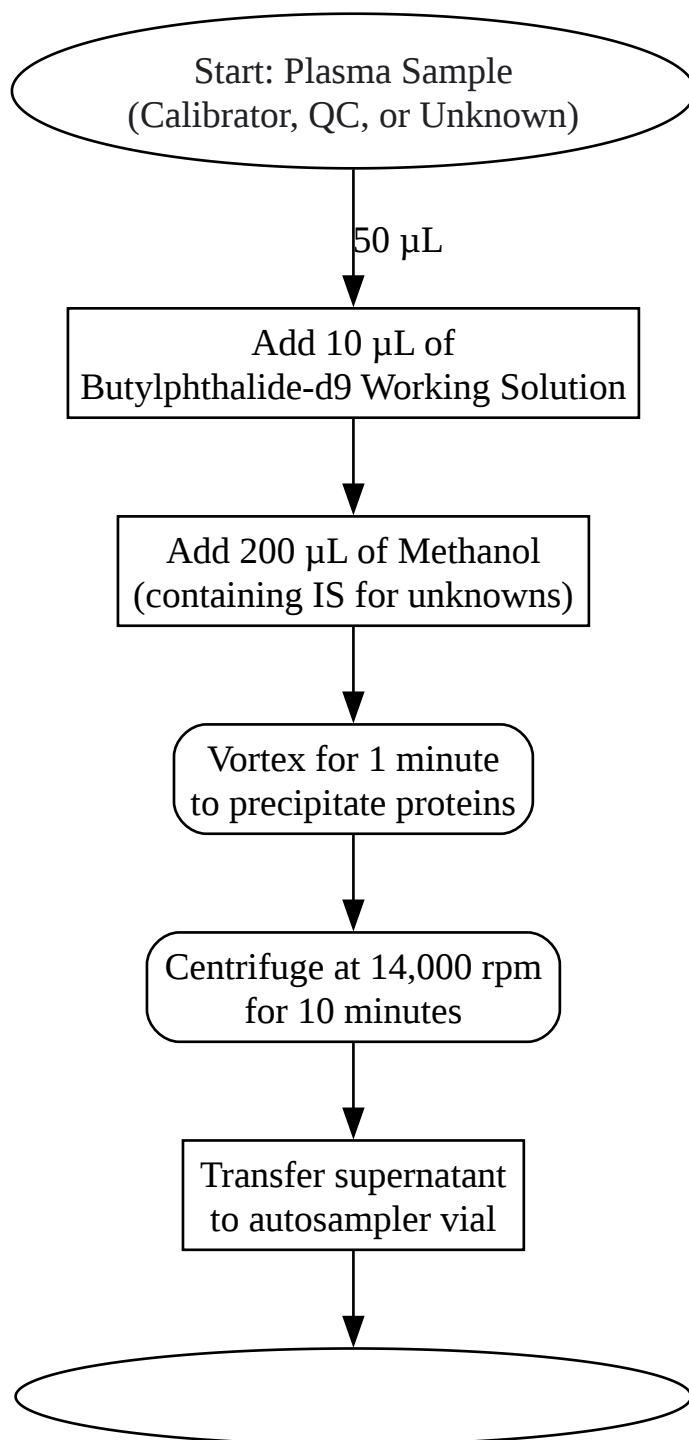 Start: Plasma Sample
(Calibrator, QC, or Unknown)
50 µL
Add 10 µL of
Butylphthalide-d9 Working Solution
Add 200 µL of Methanol
(containing IS for unknowns)
Vortex for 1 minute
to precipitate proteins
Centrifuge at 14,000 rpm
for 10 minutes
Transfer supernatant
to autosampler vial